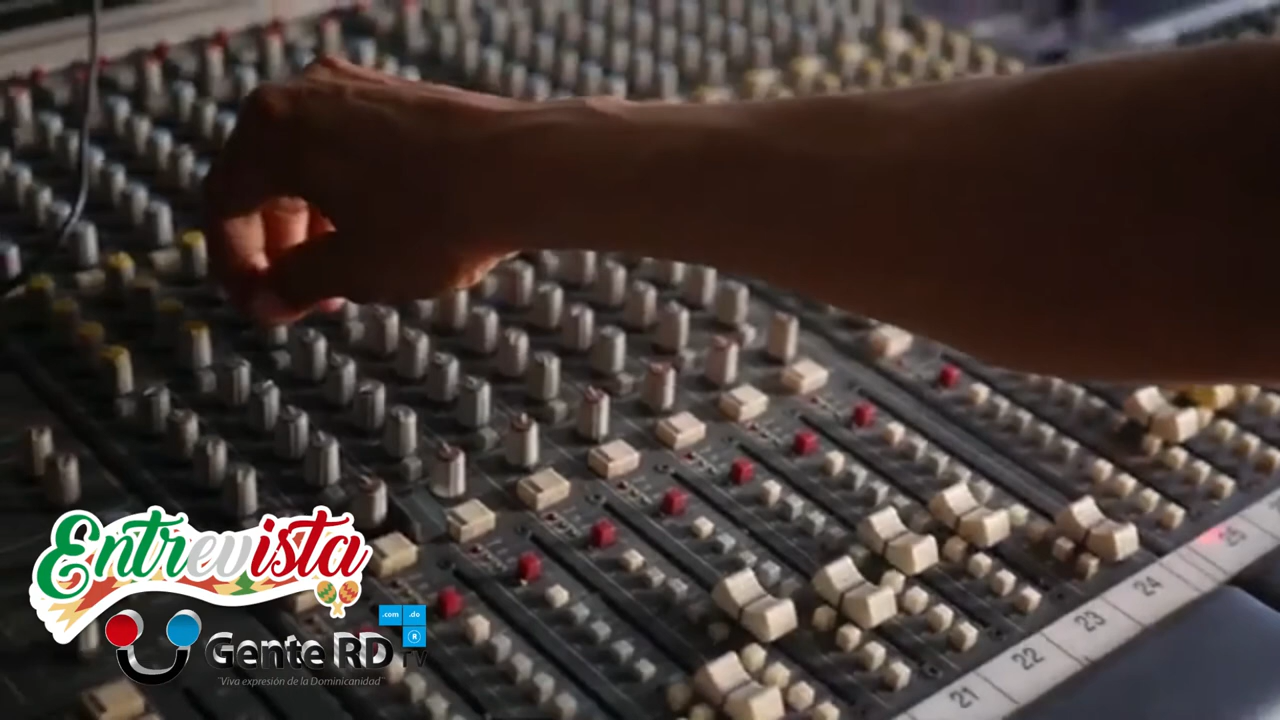 Entrevista
Gente RD TV
.com .do
®
"Viva expresión de la Dominicanidad"
21 22 23 24 25